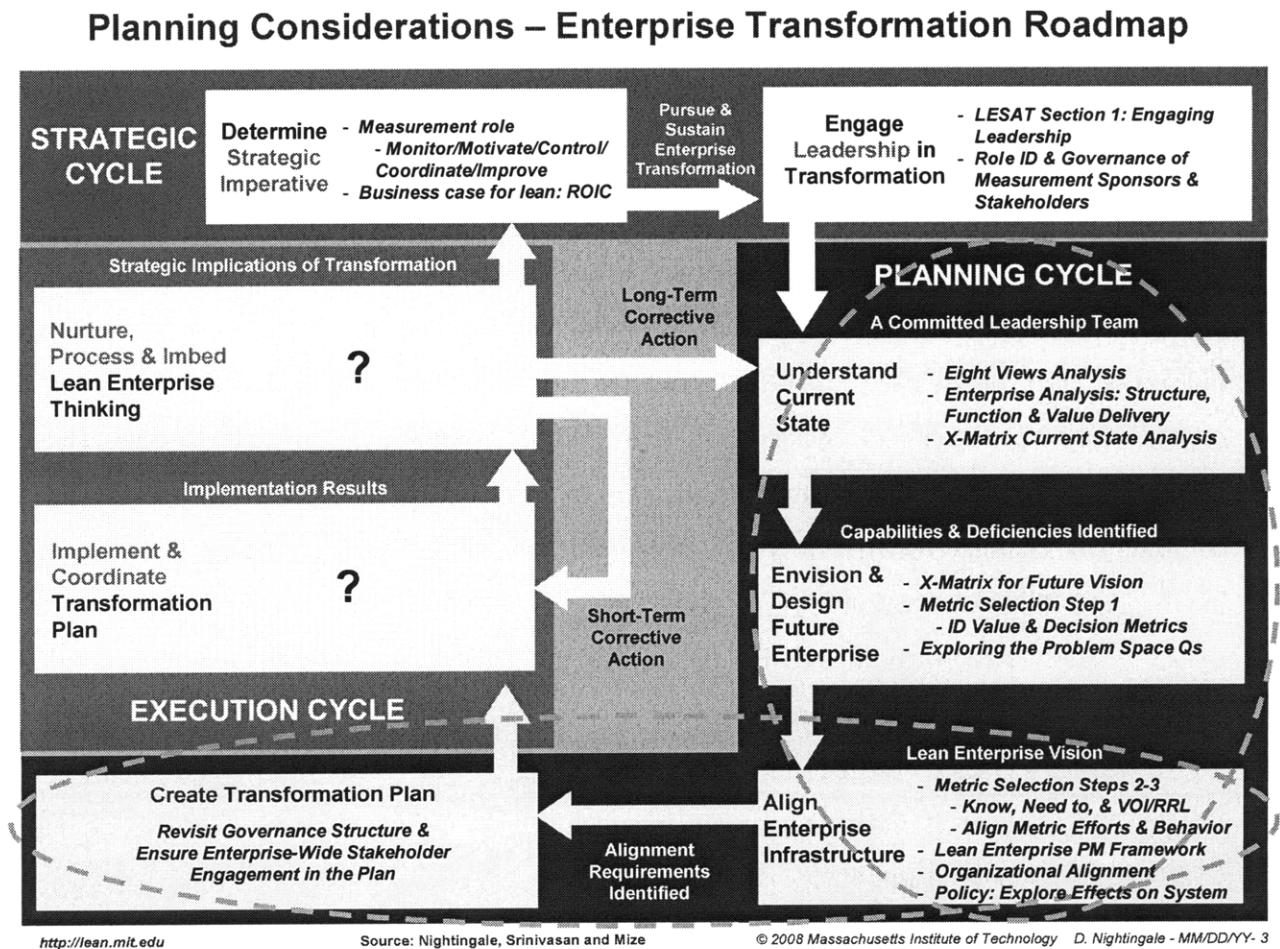 Planning Considerations – Enterprise Transformation Roadmap
STRATEGIC
CYCLE
Determine
Strategic
Imperative
- Measurement role
- Monitor/Motivate/Control/
Coordinate/Improve
- Business case for lean: ROIC
Pursue &
Sustain
Enterprise
Transformation
Engage
Leadership in
Transformation
- LESAT Section 1: Engaging
Leadership
- Role ID & Governance of
Measurement Sponsors &
Stakeholders
Strategic Implications of Transformation
Nurture,
Process & Imbed
Lean Enterprise
Thinking
?
Long-Term
Corrective
Action
PLANNING CYCLE
A Committed Leadership Team
Understand
Current
State
- Eight Views Analysis
- Enterprise Analysis: Structure,
Function & Value Delivery
- X-Matrix Current State Analysis
Implementation Results
Implement &
Coordinate
Transformation
Plan
?
Short-Term
Corrective
Action
Capabilities & Deficiencies Identified
Envision &
Design
Future
Enterprise
- X-Matrix for Future Vision
- Metric Selection Step 1
- ID Value & Decision Metrics
- Exploring the Problem Space Qs
EXECUTION CYCLE
Lean Enterprise Vision
Align
Enterprise
Infrastructure
- Metric Selection Steps 2-3
- Know, Need to, & VOI/RRL
- Align Metric Efforts & Behavior
- Lean Enterprise PM Framework
- Organizational Alignment
- Policy: Explore Effects on System
Alignment
Requirements
Identified
Create Transformation Plan
Revisit Governance Structure &
Ensure Enterprise-Wide Stakeholder
Engagement in the Plan
http://lean.mit.edu
Source: Nightingale, Srinivasan and Mize
© 2008 Massachusetts Institute of Technology D. Nightingale - MM/DD/YY- 3